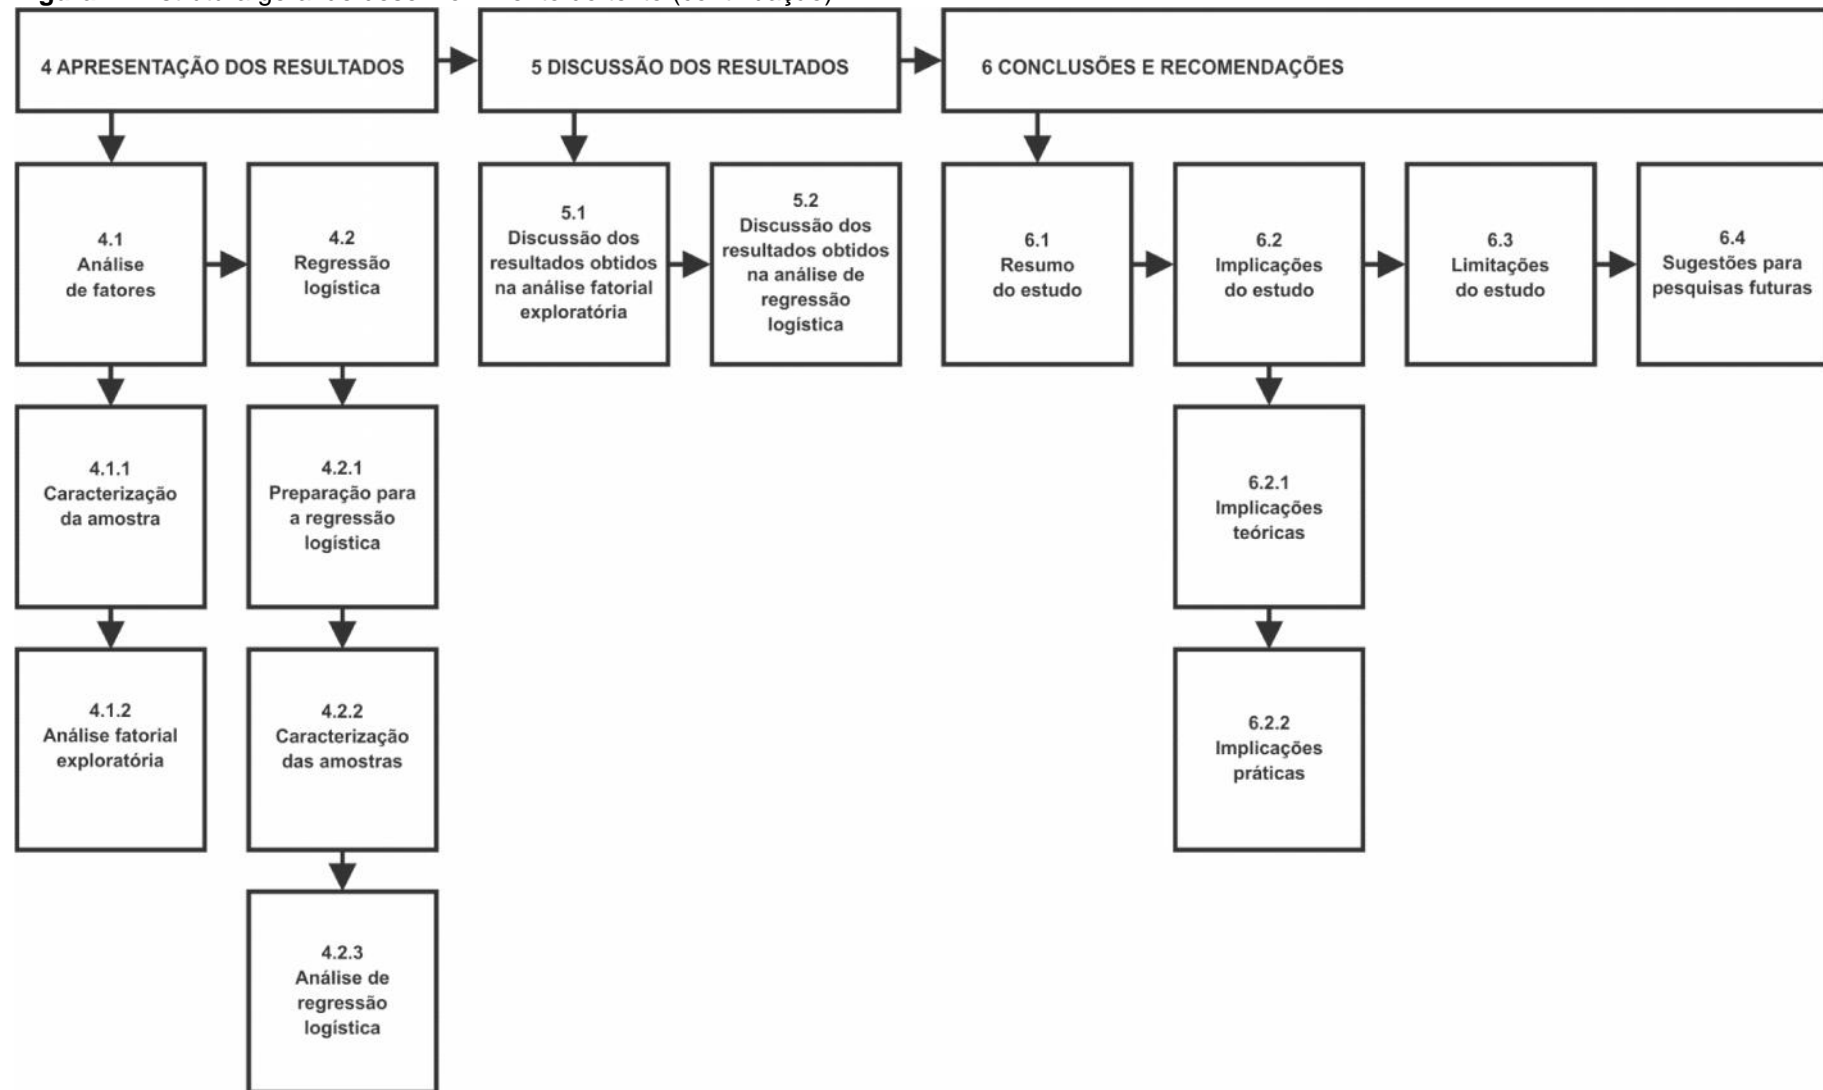 (continuação)
4 APRESENTAÇÃO DOS RESULTADOS
5 DISCUSSÃO DOS RESULTADOS
6 CONCLUSÕES E RECOMENDAÇÕES
4.1
Análise
de fatores
4.2
Regressão
logística
5.1
Discussão dos
resultados obtidos
na análise fatorial
exploratória
5.2
Discussão dos
resultados obtidos
na análise de
regressão
logística
6.1
Resumo
do estudo
6.2
Implicações
do estudo
6.3
Limitações
do estudo
6.4
Sugestões para
pesquisas futuras
4.1.1
Caracterização
da amostra
4.2.1
Preparação para
a regressão
logística
6.2.1
Implicações
teóricas
4.1.2
Análise fatorial
exploratória
4.2.2
Caracterização
das amostras
6.2.2
Implicações
práticas
4.2.3
Análise de
regressão
logística